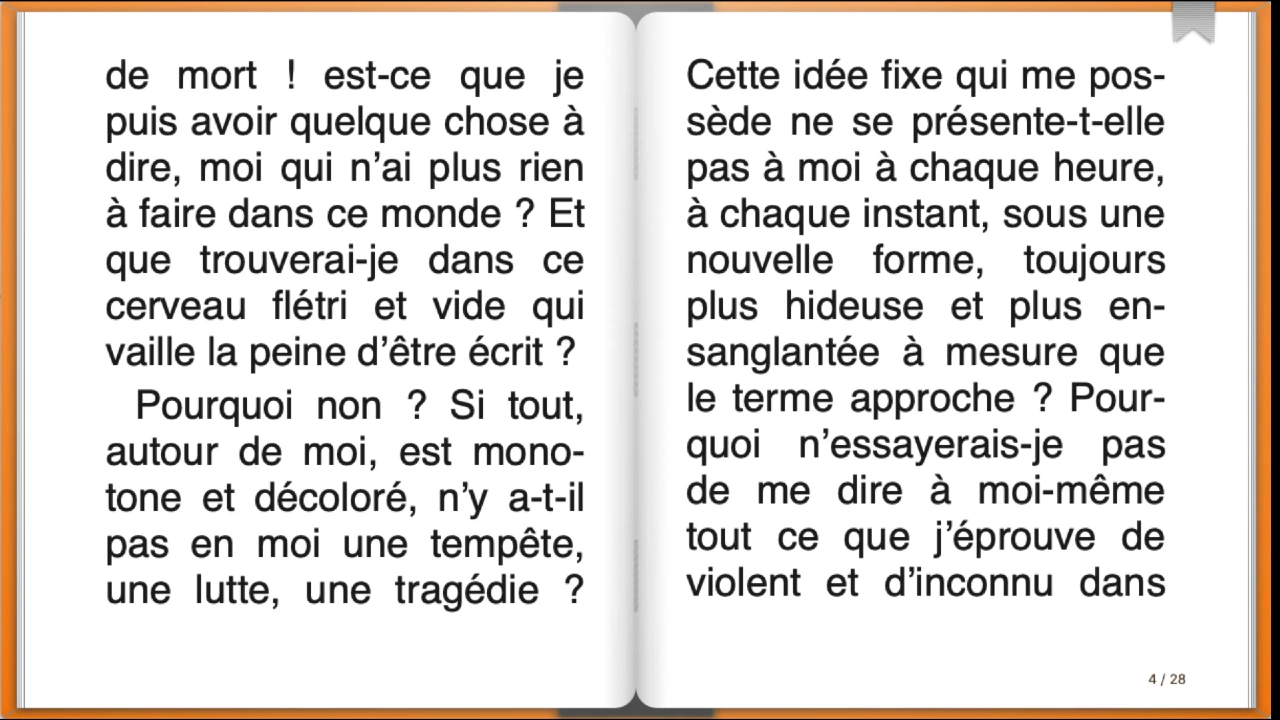 de mort ! est-ce que je
puis avoir quelque chose à
dire, moi qui n’ai plus rien
à faire dans ce monde ? Et
que trouverai-je dans ce
cerveau flétri et vide qui
vaille la peine d’être écrit ?
Pourquoi non ? Si tout,
autour de moi, est mono-
tone et décoloré, n’y a-t-il
pas en moi une tempête,
une lutte, une tragédie ?
Cette idée fixe qui me pos-
sède ne se présente-t-elle
pas à moi à chaque heure,
à chaque instant, sous une
nouvelle forme, toujours
plus hideuse et plus en-
sanglantée à mesure que
le terme approche ? Pour-
quoi n’essayerais-je pas
de me dire à moi-même
tout ce que j’éprouve de
violent et d’inconnu dans
4 / 28